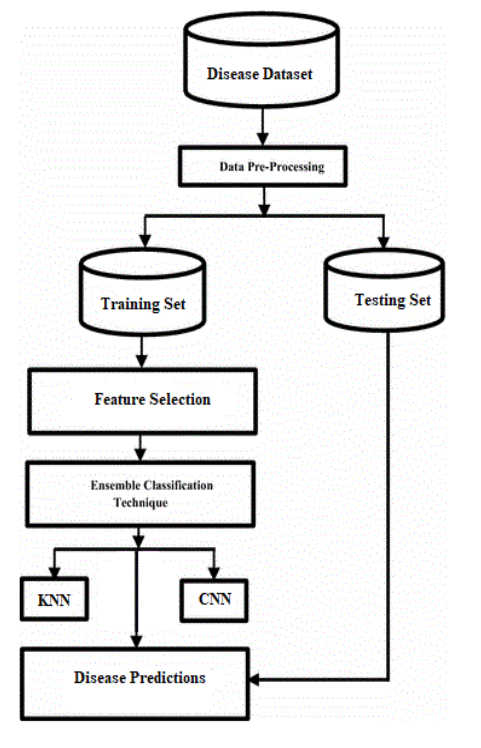 Disease Dataset
Data Pre-Processing
Training Set
Testing Set
Feature Selection
Ensemble Classification
Technique
KNN
CNN
Disease Predictions